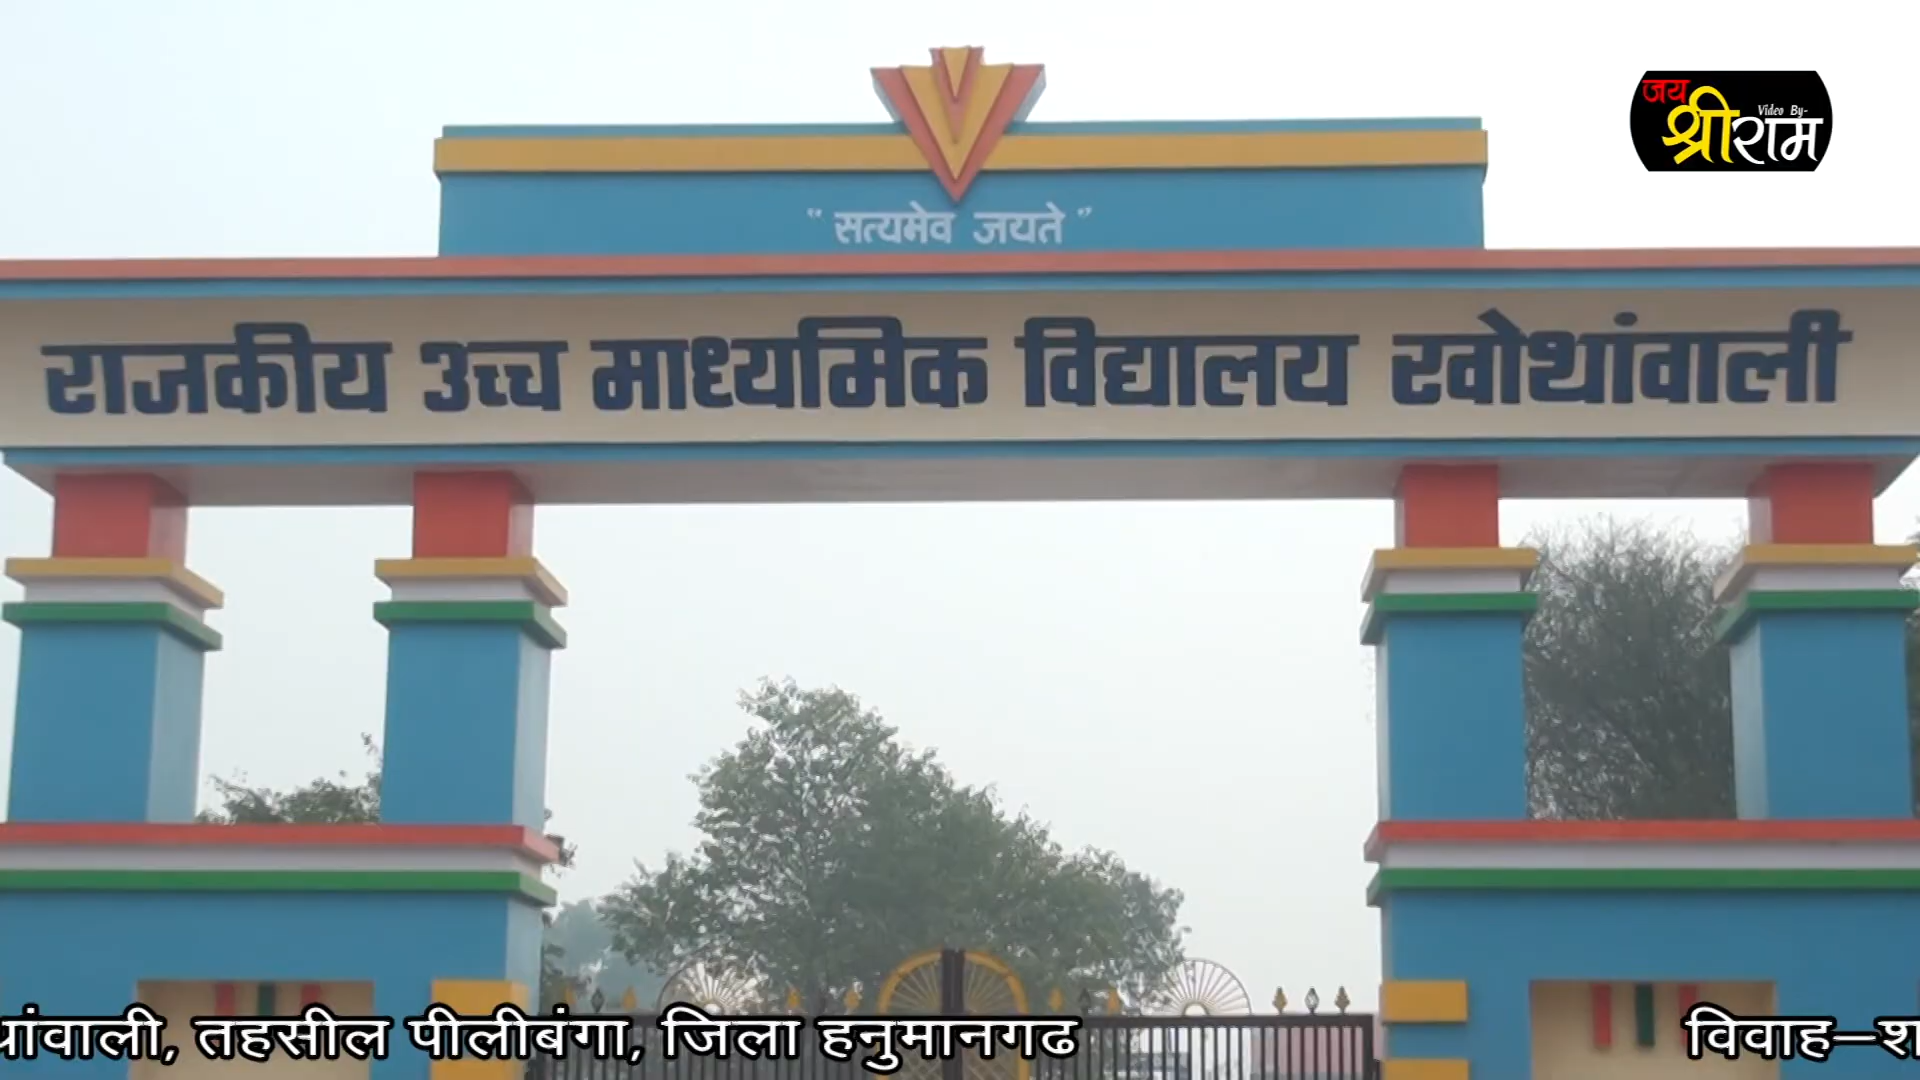 जय
Video By-
श्रीराम
" सत्यमेव जयते "
राजकीय उच्च माध्यमिक विद्यालय खोथांवाली
थांवाली, तहसील पीलीबंगा, जिला हनुमानगढ
विवाह–श